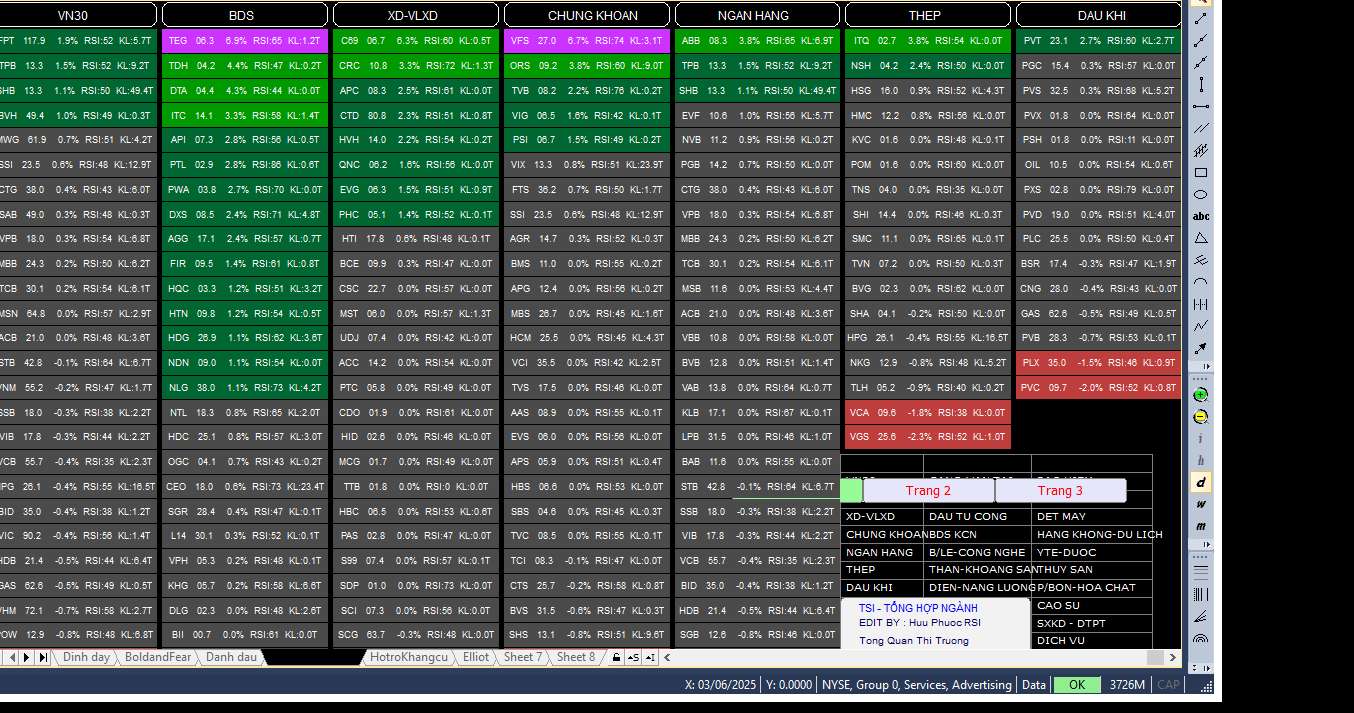 VN30
FPT 117.9 1.9% RSI:52 KL:5.7T
TPB 13.3 1.5% RSI:52 KL:9.2T
SHB 13.3 1.1% RSI:50 KL:49.4T
BVH 49.4 1.0% RSI:49 KL:0.3T
MWG 61.9 0.7% RSI:51 KL:4.2T
SSI 23.5 0.6% RSI:48 KL:12.9T
CTG 38.0 0.4% RSI:43 KL:6.0T
SAB 49.0 0.3% RSI:48 KL:0.3T
VPB 18.0 0.3% RSI:54 KL:6.8T
MBB 24.3 0.2% RSI:50 KL:6.2T
TCB 30.1 0.2% RSI:54 KL:6.1T
MSN 64.8 0.0% RSI:57 KL:2.9T
ACB 21.0 0.0% RSI:48 KL:3.6T
STB 42.8 -0.1% RSI:64 KL:6.7T
VNM 55.2 -0.2% RSI:47 KL:1.7T
SSB 18.0 -0.3% RSI:38 KL:2.2T
VIB 17.8 -0.3% RSI:44 KL:2.2T
VCB 55.7 -0.4% RSI:35 KL:2.3T
HPG 26.1 -0.4% RSI:55 KL:16.5T
BID 35.0 -0.4% RSI:38 KL:1.2T
VIC 90.2 -0.4% RSI:56 KL:1.4T
HDB 21.4 -0.5% RSI:44 KL:6.4T
GAS 62.6 -0.5% RSI:49 KL:0.5T
VHM 72.1 -0.7% RSI:58 KL:2.7T
POW 12.9 -0.8% RSI:48 KL:6.8T
BDS
TEG 06.3 6.9% RSI:65 KL:1.2T
TDH 04.2 4.4% RSI:47 KL:0.2T
DTA 04.4 4.3% RSI:44 KL:0.0T
ITC 14.1 3.3% RSI:58 KL:1.4T
API 07.3 2.8% RSI:56 KL:0.2T
PTL 02.9 2.8% RSI:86 KL:0.6T
PWA 03.8 2.7% RSI:70 KL:0.0T
DXS 08.5 2.4% RSI:71 KL:4.8T
AGG 17.1 2.4% RSI:57 KL:0.7T
FIR 09.5 1.4% RSI:61 KL:0.8T
HQC 03.3 1.2% RSI:51 KL:3.2T
HTN 09.8 1.2% RSI:54 KL:0.5T
HDG 26.9 1.1% RSI:62 KL:3.6T
NDN 09.0 1.1% RSI:54 KL:0.0T
NLG 38.0 1.1% RSI:73 KL:4.2T
NTL 18.3 0.8% RSI:65 KL:2.0T
HDC 25.1 0.8% RSI:57 KL:3.0T
OGC 04.1 0.7% RSI:43 KL:0.2T
CEO 18.0 0.6% RSI:73 KL:23.4T
SGR 28.4 0.4% RSI:47 KL:0.1T
L14 30.1 0.3% RSI:52 KL:0.1T
VPH 05.3 0.2% RSI:48 KL:0.1T
KHG 05.7 0.2% RSI:58 KL:6.6T
DLG 02.3 0.0% RSI:48 KL:2.6T
BII 00.7 0.0% RSI:61 KL:0.0T
XD-VLXD
C69 06.7 6.3% RSI:60 KL:0.5T
CRC 10.8 3.3% RSI:72 KL:1.3T
APC 08.3 2.5% RSI:61 KL:0.0T
CTD 80.8 2.3% RSI:51 KL:0.8T
HVH 14.0 2.2% RSI:54 KL:0.2T
QNC 06.2 1.6% RSI:56 KL:0.0T
EVG 06.3 1.5% RSI:51 KL:0.9T
PHC 05.1 1.4% RSI:52 KL:0.1T
HTI 17.8 0.6% RSI:48 KL:0.1T
BCE 09.9 0.3% RSI:47 KL:0.0T
CSC 22.7 0.0% RSI:57 KL:0.0T
MST 06.0 0.0% RSI:57 KL:1.3T
UDJ 07.4 0.0% RSI:42 KL:0.0T
ACC 14.2 0.0% RSI:54 KL:0.0T
PTC 05.8 0.0% RSI:49 KL:0.0T
CDO 01.9 0.0% RSI:61 KL:0.0T
HID 02.6 0.0% RSI:46 KL:0.0T
MCG 01.7 0.0% RSI:49 KL:0.0T
TTB 01.8 0.0% RSI:0 KL:0.0T
HBC 06.5 0.0% RSI:53 KL:0.6T
PAS 02.8 0.0% RSI:47 KL:0.0T
S99 07.4 0.0% RSI:51 KL:0.0T
SDP 01.0 0.0% RSI:73 KL:0.0T
SCI 07.3 0.0% RSI:56 KL:0.0T
SCG 63.7 -0.3% RSI:48 KL:0.0T
CHUNG KHOAN
VFS 27.0 6.7% RSI:74 KL:3.1T
ORS 09.2 3.8% RSI:60 KL:9.0T
TVB 08.2 2.2% RSI:76 KL:0.2T
VIG 06.5 1.6% RSI:42 KL:0.1T
PSI 06.7 1.5% RSI:49 KL:0.2T
VIX 13.3 0.8% RSI:51 KL:23.9T
FTS 36.2 0.7% RSI:50 KL:1.7T
SSI 23.5 0.6% RSI:48 KL:12.9T
AGR 14.7 0.3% RSI:52 KL:0.3T
BMS 11.0 0.0% RSI:55 KL:0.2T
APG 12.4 0.0% RSI:56 KL:0.2T
MBS 26.7 0.0% RSI:45 KL:1.6T
HCM 25.5 0.0% RSI:45 KL:4.3T
VCI 35.5 0.0% RSI:42 KL:2.5T
TVS 17.5 0.0% RSI:46 KL:0.0T
AAS 08.9 0.0% RSI:55 KL:0.1T
EVS 06.0 0.0% RSI:56 KL:0.0T
APS 05.9 0.0% RSI:51 KL:0.4T
HBS 06.6 0.0% RSI:53 KL:0.0T
SBS 04.6 0.0% RSI:45 KL:0.3T
TVC 08.5 0.0% RSI:55 KL:0.1T
TCI 08.3 -0.1% RSI:47 KL:0.0T
CTS 25.7 -0.2% RSI:58 KL:0.8T
BVS 31.5 -0.6% RSI:47 KL:0.3T
SHS 13.1 -0.8% RSI:51 KL:9.6T
NGAN HANG
ABB 08.3 3.8% RSI:65 KL:6.9T
TPB 13.3 1.5% RSI:52 KL:9.2T
SHB 13.3 1.1% RSI:50 KL:49.4T
EVF 10.6 1.0% RSI:56 KL:5.7T
NVB 11.2 0.9% RSI:56 KL:0.2T
PGB 14.2 0.7% RSI:50 KL:0.0T
CTG 38.0 0.4% RSI:43 KL:6.0T
VPB 18.0 0.3% RSI:54 KL:6.8T
MBB 24.3 0.2% RSI:50 KL:6.2T
TCB 30.1 0.2% RSI:54 KL:6.1T
MSB 11.6 0.0% RSI:53 KL:4.4T
ACB 21.0 0.0% RSI:48 KL:3.6T
VBB 10.8 0.0% RSI:58 KL:0.0T
BVB 12.8 0.0% RSI:51 KL:1.4T
VAB 13.8 0.0% RSI:64 KL:0.7T
KLB 17.1 0.0% RSI:67 KL:0.1T
LPB 31.5 0.0% RSI:46 KL:1.0T
BAB 11.6 0.0% RSI:55 KL:0.0T
STB 42.8 -0.1% RSI:64 KL:6.7T
SSB 18.0 -0.3% RSI:38 KL:2.2T
VIB 17.8 -0.3% RSI:44 KL:2.2T
VCB 55.7 -0.4% RSI:35 KL:2.3T
BID 35.0 -0.4% RSI:38 KL:1.2T
HDB 21.4 -0.5% RSI:44 KL:6.4T
SGB 12.6 -0.8% RSI:46 KL:0.0T
THEP
ITQ 02.7 3.8% RSI:54 KL:0.0T
NSH 04.2 2.4% RSI:50 KL:0.0T
HSG 16.0 0.9% RSI:52 KL:4.3T
HMC 12.2 0.8% RSI:56 KL:0.0T
KVC 01.6 0.0% RSI:48 KL:0.1T
POM 01.6 0.0% RSI:60 KL:0.0T
TNS 04.0 0.0% RSI:35 KL:0.0T
SHI 14.4 0.0% RSI:46 KL:0.3T
SMC 11.1 0.0% RSI:65 KL:0.1T
TVN 07.2 0.0% RSI:50 KL:0.3T
BVG 02.3 0.0% RSI:62 KL:0.0T
SHA 04.1 -0.2% RSI:50 KL:0.0T
HPG 26.1 -0.4% RSI:55 KL:16.5T
NKG 12.9 -0.8% RSI:48 KL:5.2T
TLH 05.2 -0.9% RSI:40 KL:0.2T
VCA 09.6 -1.8% RSI:38 KL:0.0T
VGS 25.6 -2.3% RSI:52 KL:1.0T
DAU KHI
PVT 23.1 2.7% RSI:60 KL:2.7T
PGC 15.4 0.3% RSI:57 KL:0.0T
PVS 32.5 0.3% RSI:68 KL:5.2T
PVX 01.8 0.0% RSI:64 KL:0.0T
PSH 01.8 0.0% RSI:11 KL:0.0T
OIL 10.5 0.0% RSI:54 KL:0.6T
PXS 02.8 0.0% RSI:79 KL:0.0T
PVD 19.0 0.0% RSI:51 KL:4.0T
PLC 25.5 0.0% RSI:50 KL:0.4T
BSR 17.4 -0.3% RSI:47 KL:1.9T
CNG 28.0 -0.4% RSI:43 KL:0.0T
GAS 62.6 -0.5% RSI:49 KL:0.5T
PVB 28.3 -0.7% RSI:53 KL:0.1T
PLX 35.0 -1.5% RSI:46 KL:0.9T
PVC 09.7 -2.0% RSI:52 KL:0.8T
Trang 2 Trang 3
XD-VLXD DAU TU CONG DET MAY
CHUNG KHOAN BDS KCN HANG KHONG-DU LICH
NGAN HANG B/LE-CONG NGHE YTE-DUOC
THEP THAN-KHOANG SAN THUY SAN
DAU KHI DIEN-NANG LUONG P/BON-HOA CHAT
CAO SU
SXKD - DTPT
DICH VU
TSI - TỔNG HỢP NGÀNH
EDIT BY : Huu Phuoc RSI
Tong Quan Thi Truong
abc
i
h
d
w
m
Dinh day BoldandFear Danh dau HotroKhangcu Elliot Sheet 7 Sheet 8 S I
X: 03/06/2025 Y: 0.0000 NYSE, Group 0, Services, Advertising Data OK 3726M CAP